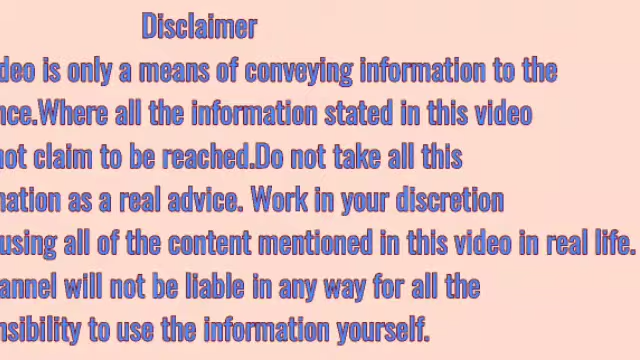 Disclaimer
deo is only a means of conveying information to the
nce.Where all the information stated in this video
not claim to be reached.Do not take all this
nation as a real advice. Work in your discretion
using all of the content mentioned in this video in real life.
annel will not be liable in any way for all the
nsibility to use the information yourself.